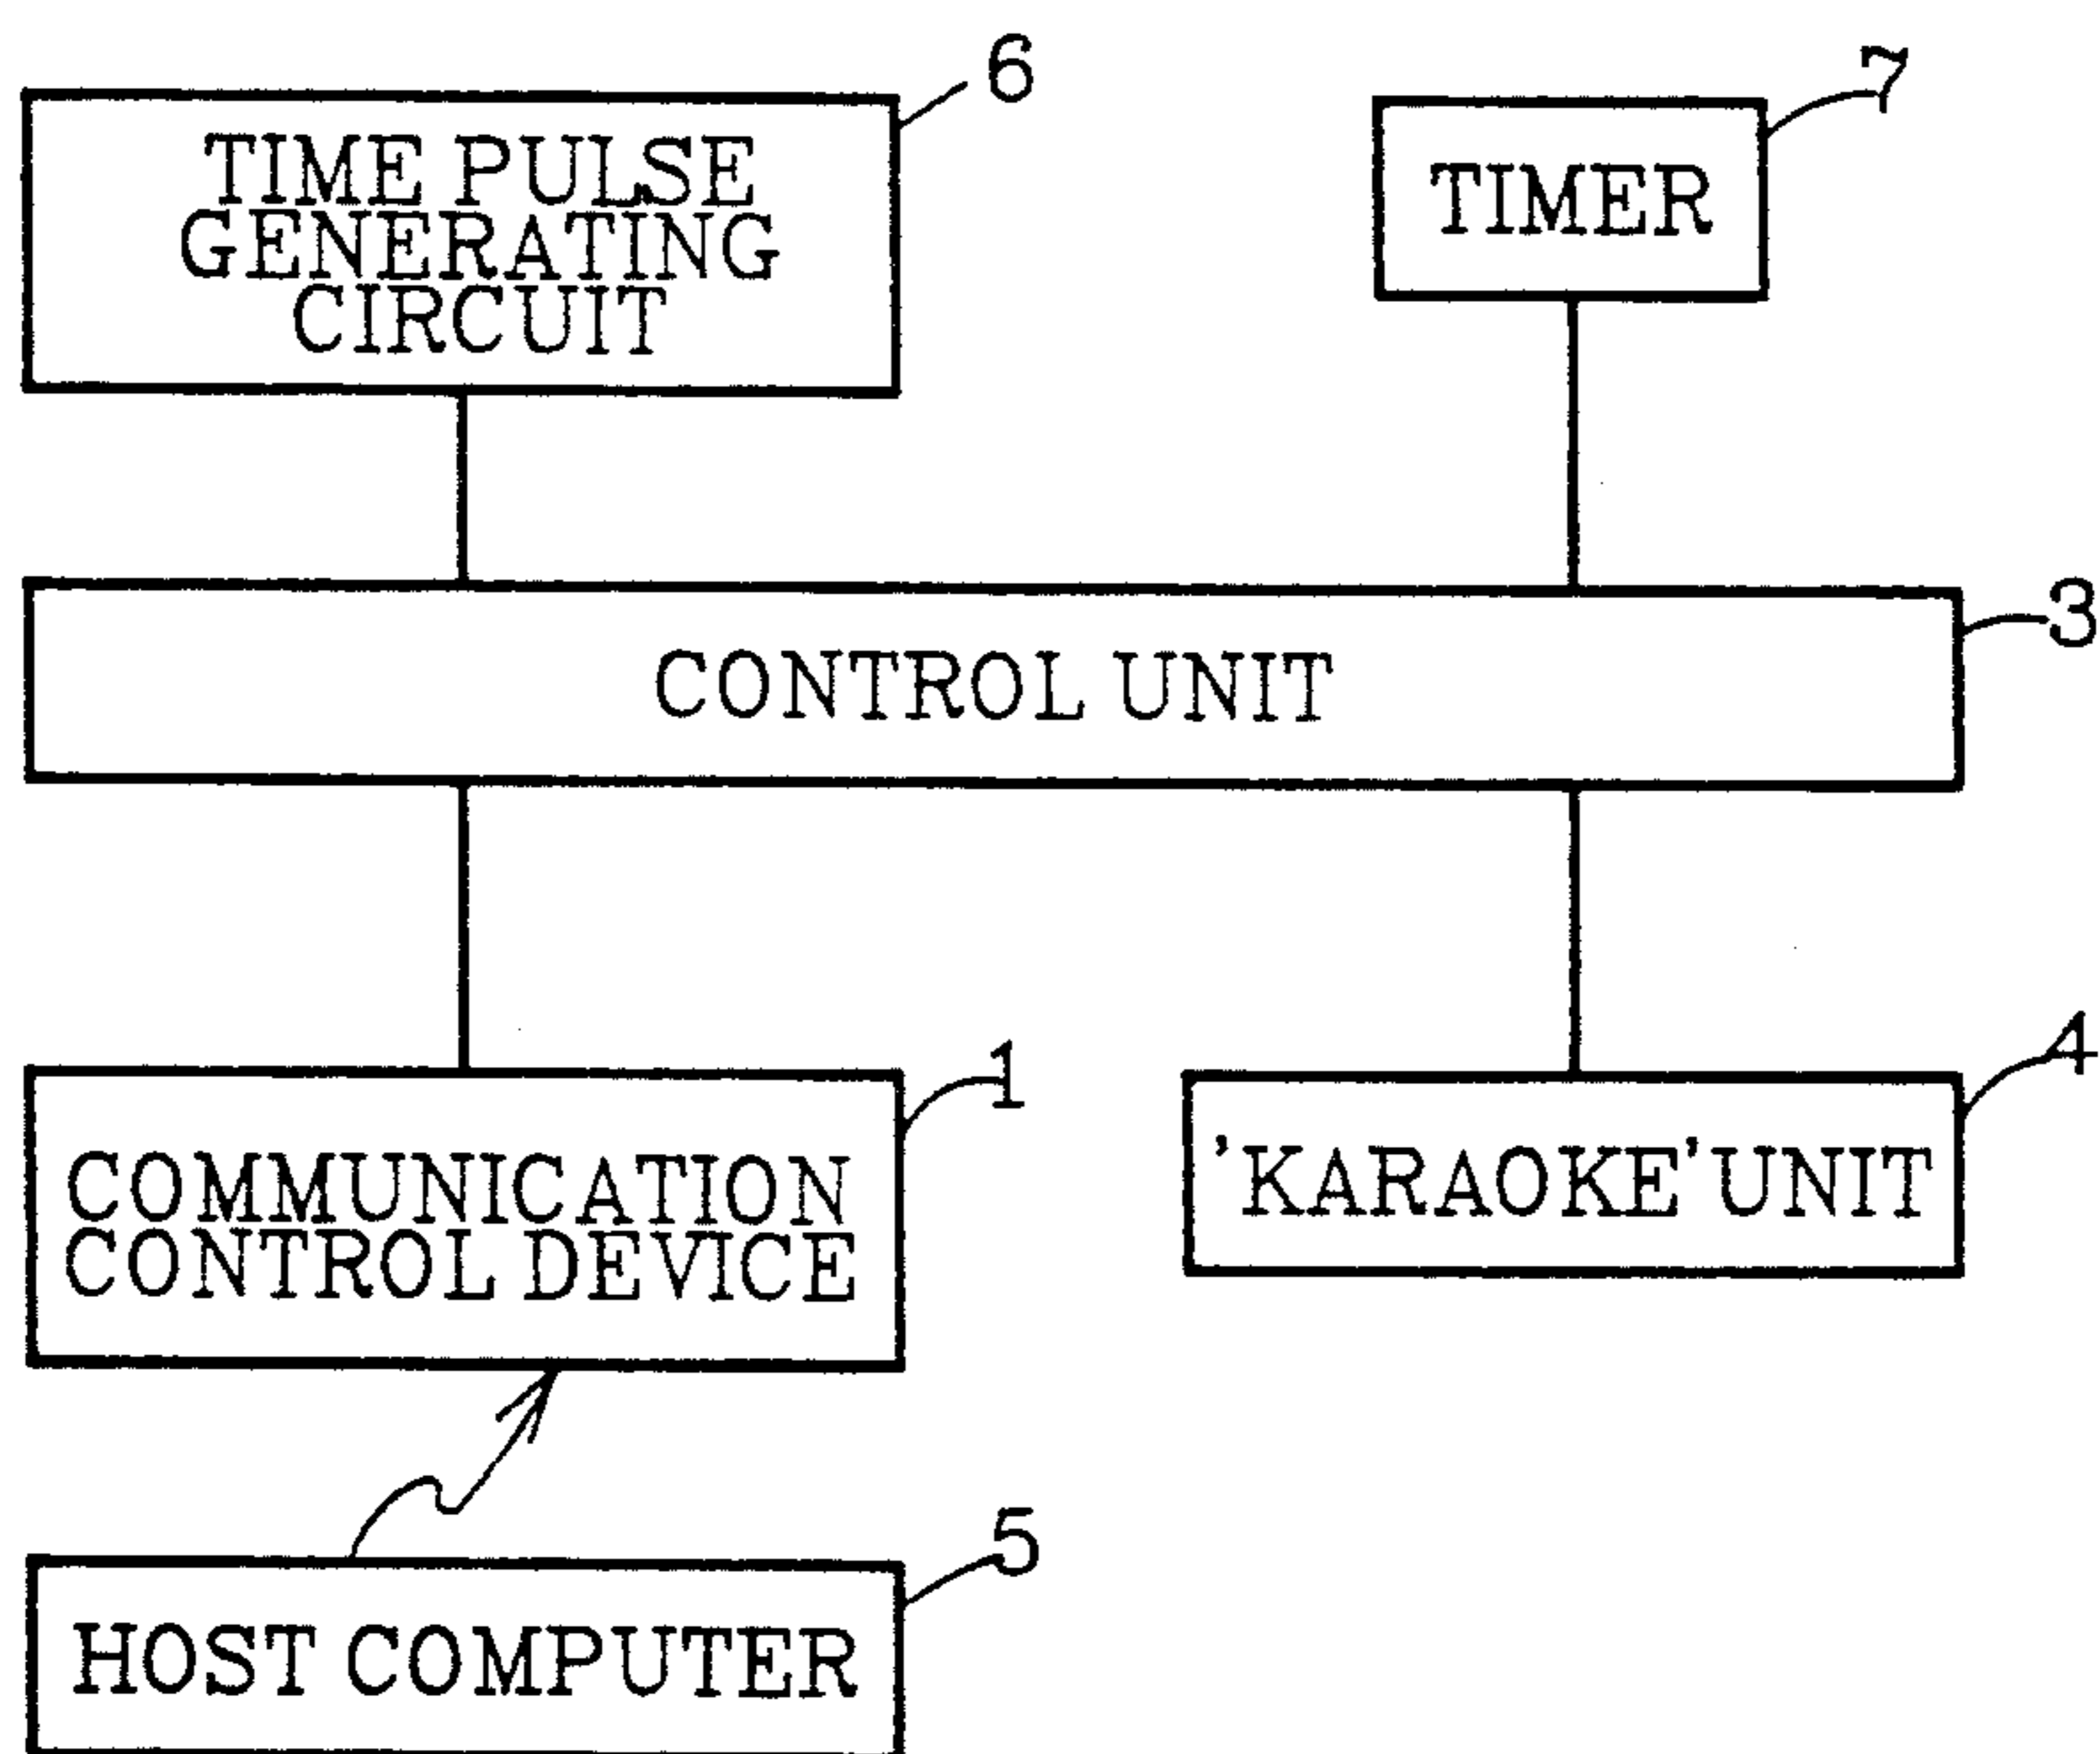 6
TIME PULSE
GENERATING
CIRCUIT
7
TIMER
3
CONTROL UNIT
1
COMMUNICATION
CONTROL DEVICE
4
'KARAOKE' UNIT
5
HOST COMPUTER